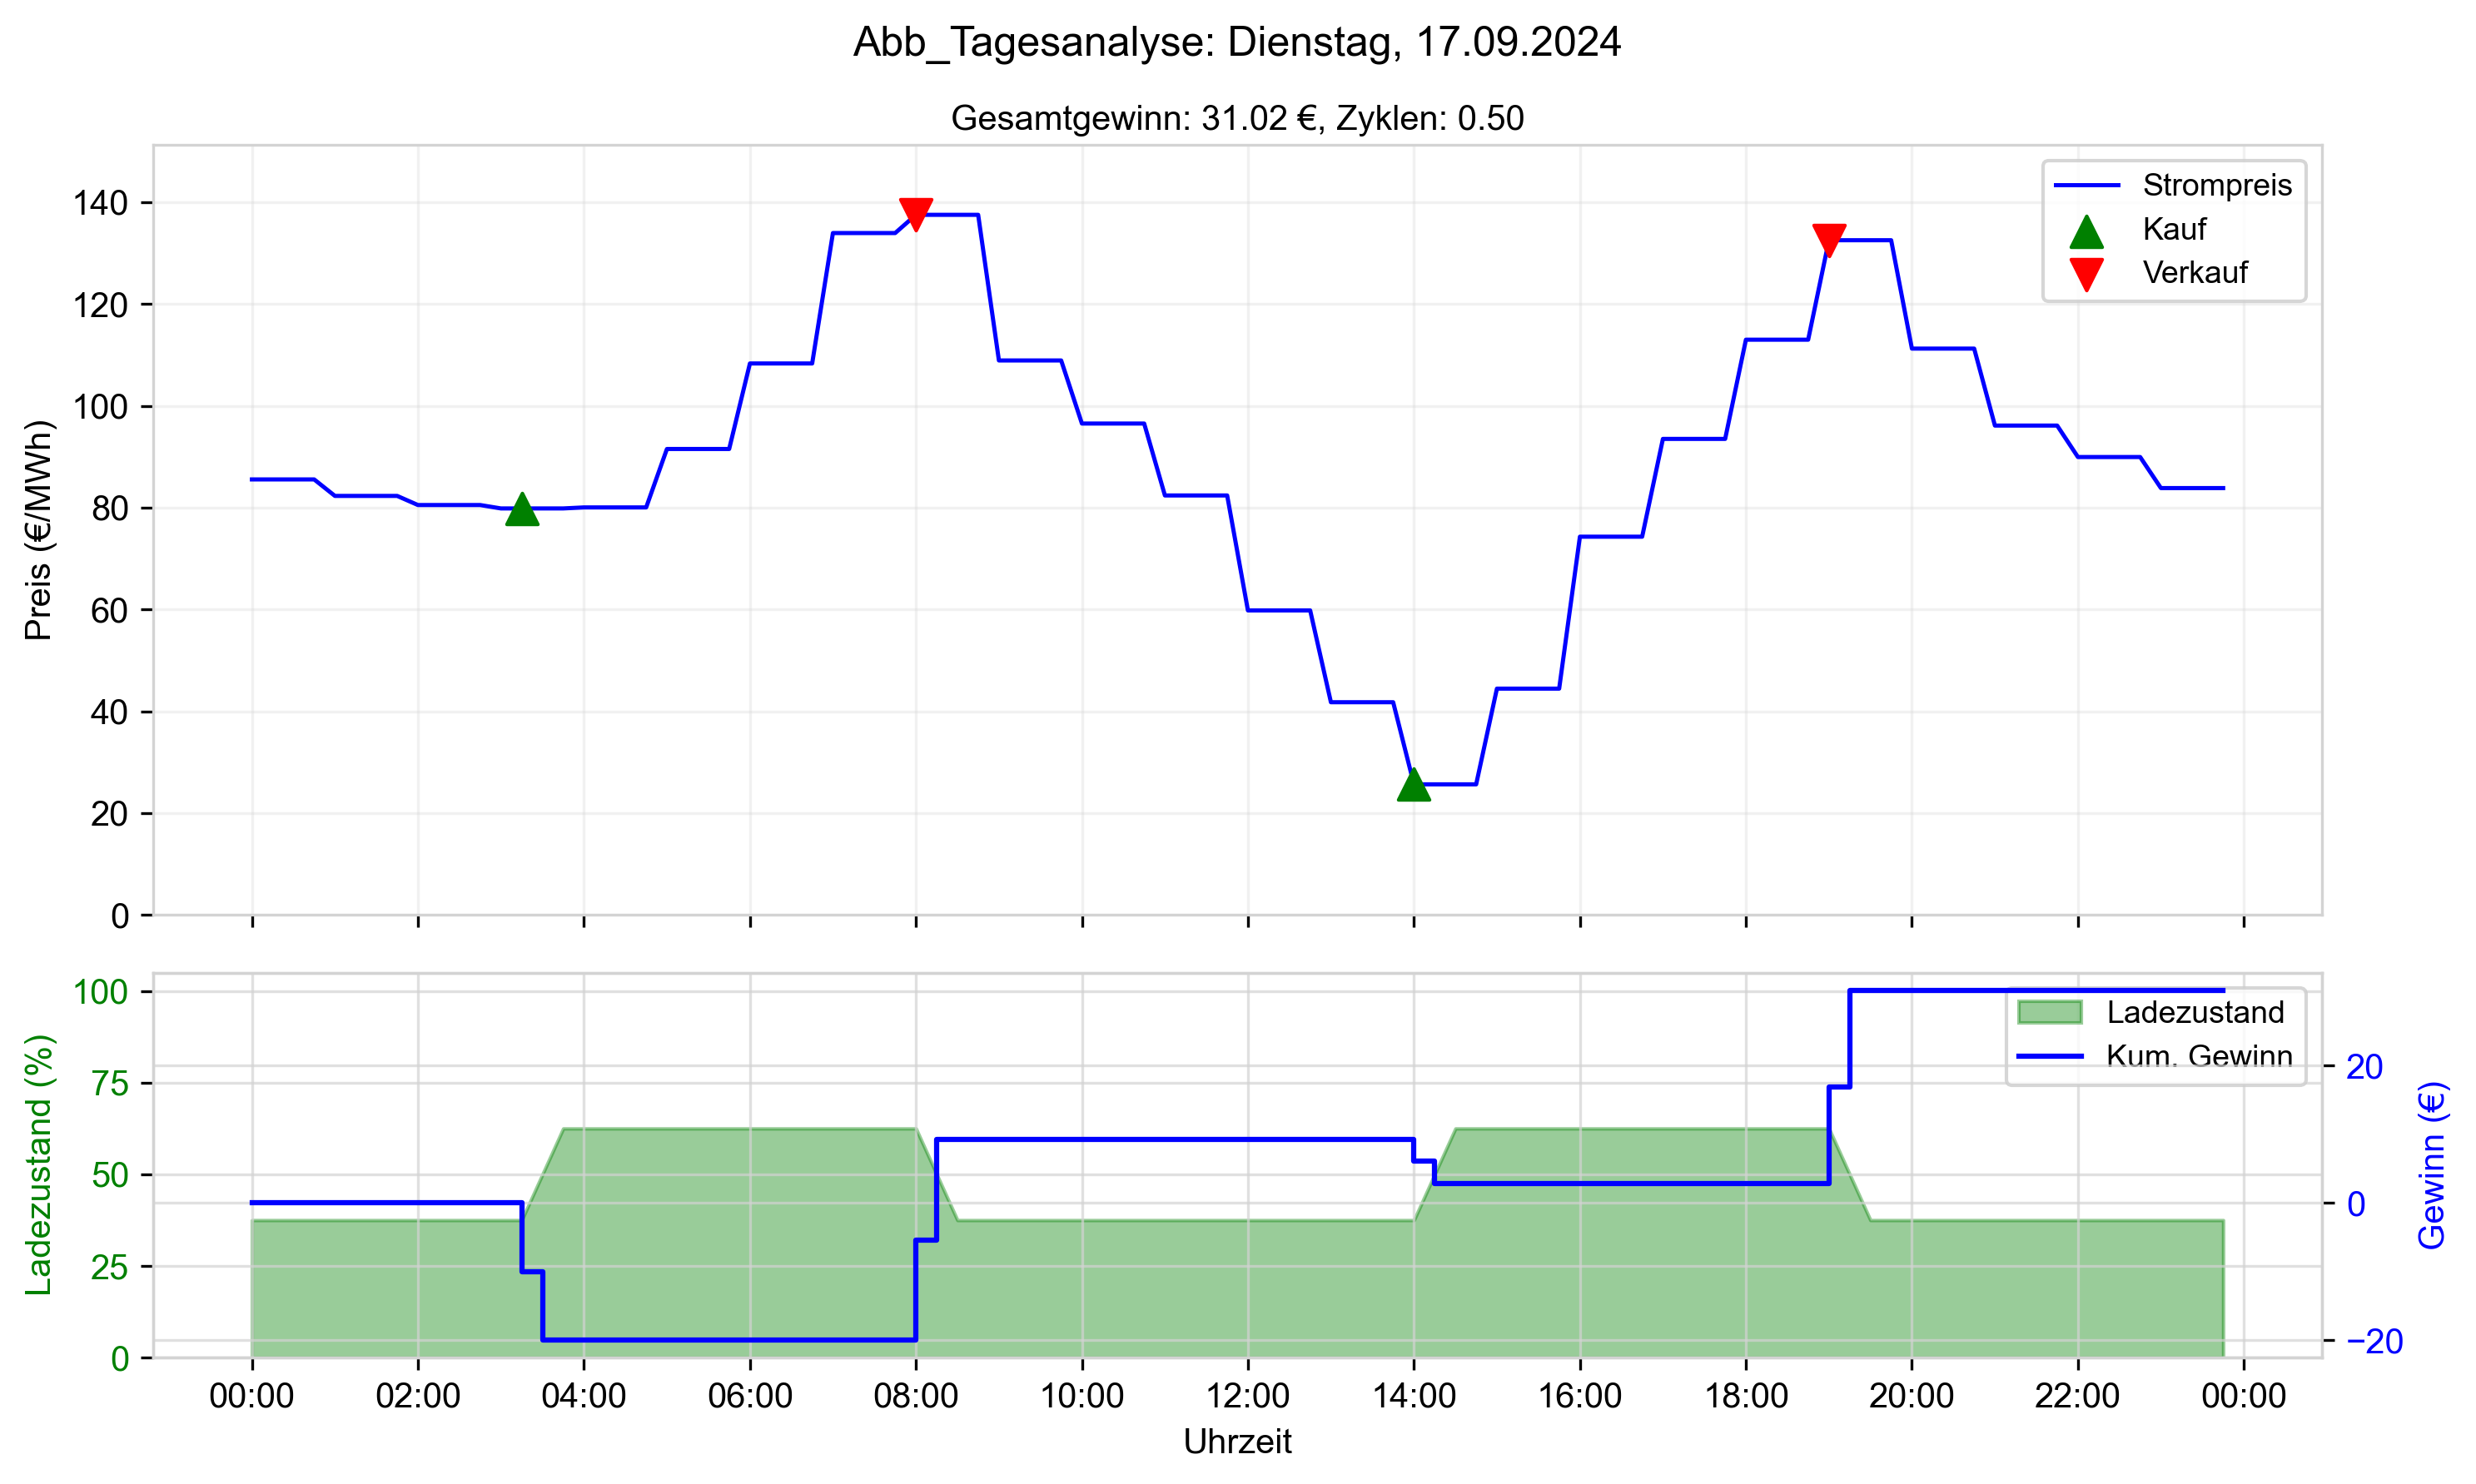 Abb_Tagesanalyse: Dienstag, 17.09.2024
Gesamtgewinn: 31.02 €, Zyklen: 0.50
Preis (€/MWh)
140
120
100
80
60
40
20
0
Strompreis
Kauf
Verkauf
Ladezustand (%)
100
75
50
25
0
Ladezustand
Kum. Gewinn
20
0
−20
Gewinn (€)
00:00 02:00 04:00 06:00 08:00 10:00 12:00 14:00 16:00 18:00 20:00 22:00 00:00
Uhrzeit